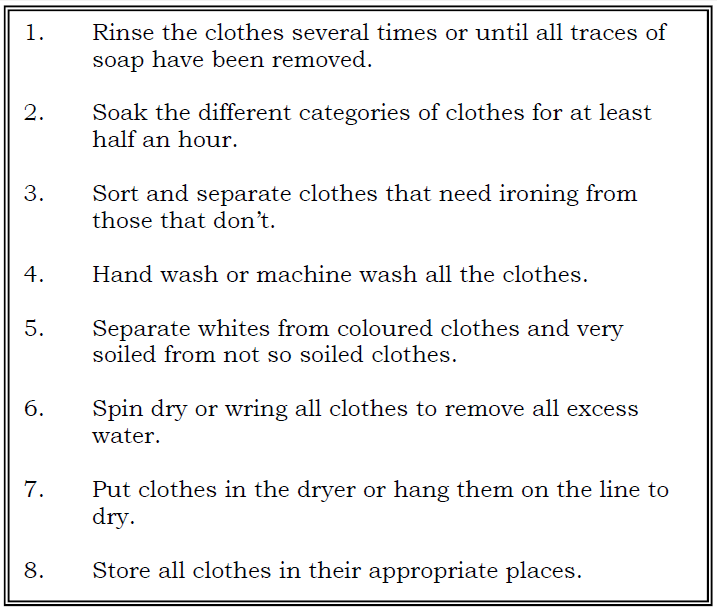 1. Rinse the clothes several times or until all traces of
soap have been removed.
2. Soak the different categories of clothes for at least
half an hour.
3. Sort and separate clothes that need ironing from
those that don’t.
4. Hand wash or machine wash all the clothes.
5. Separate whites from coloured clothes and very
soiled from not so soiled clothes.
6. Spin dry or wring all clothes to remove all excess
water.
7. Put clothes in the dryer or hang them on the line to
dry.
8. Store all clothes in their appropriate places.